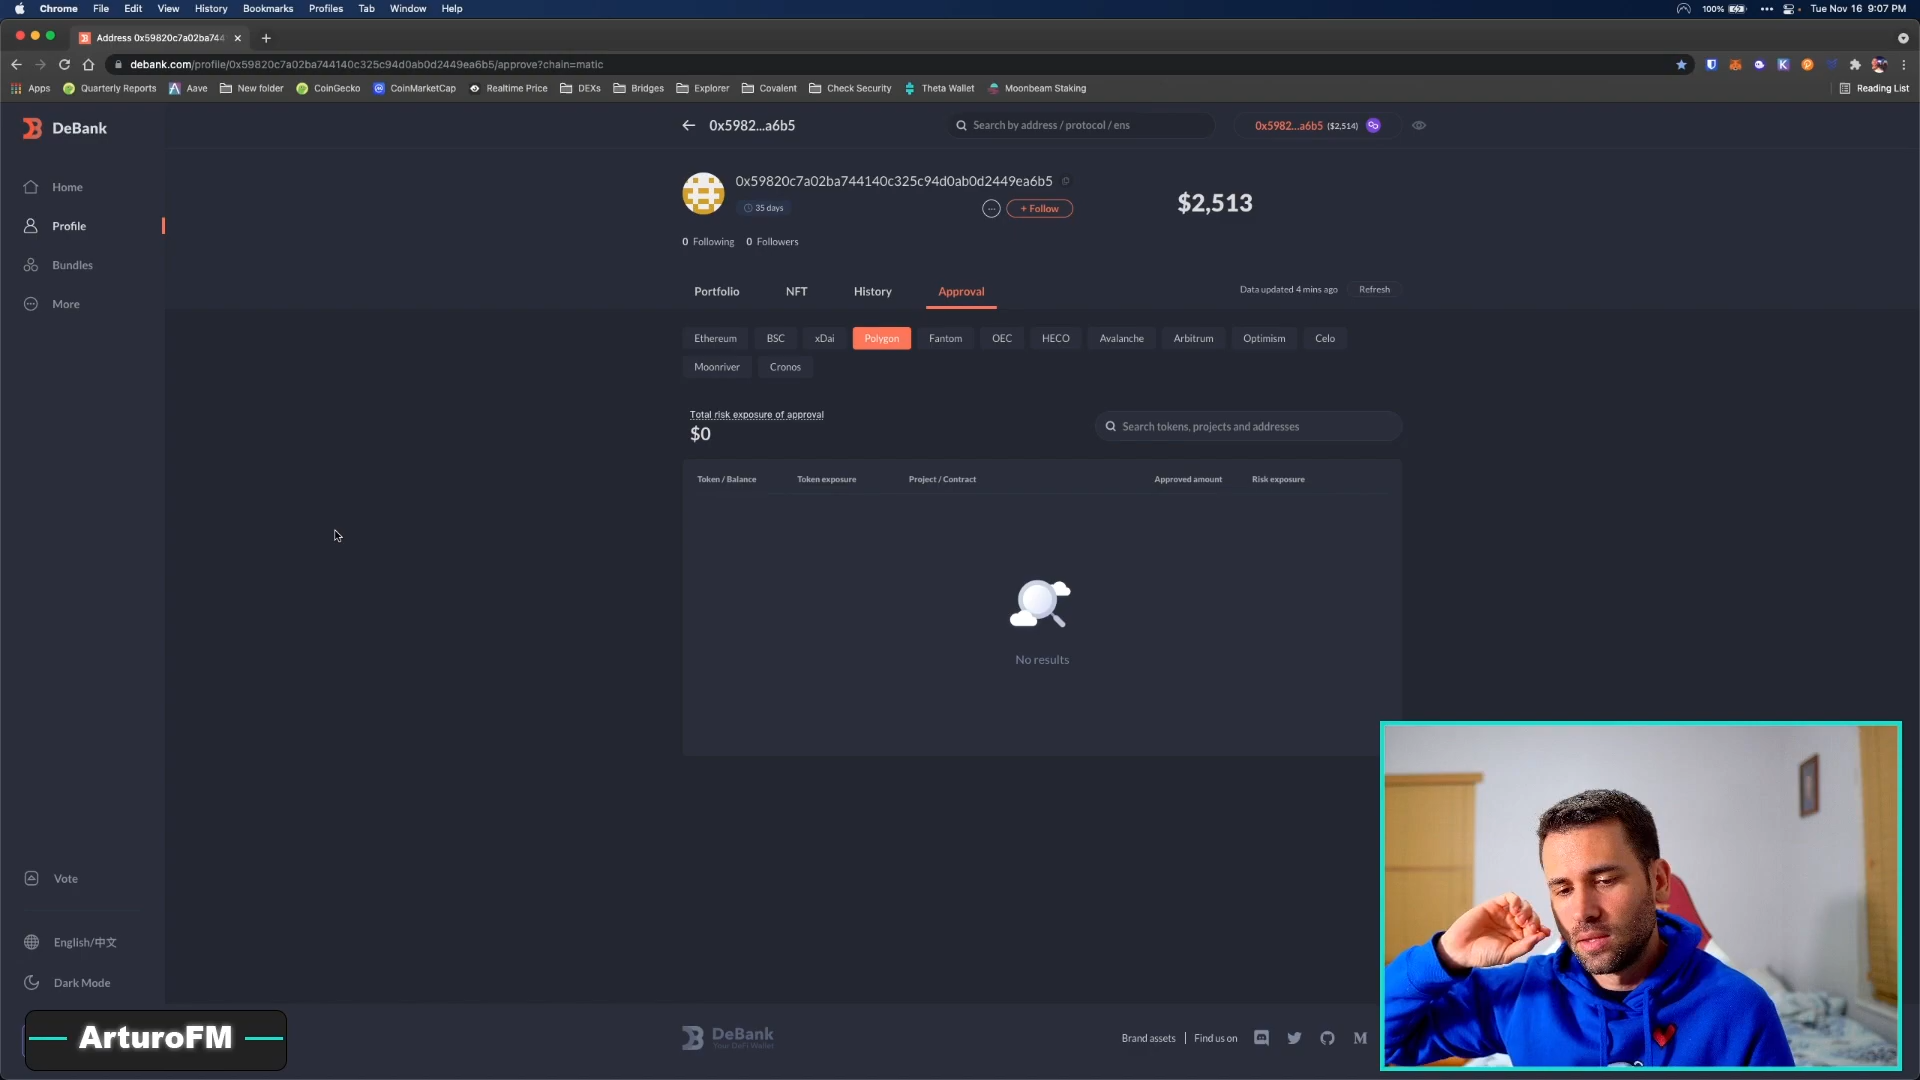 Chrome File Edit View History Bookmarks Profiles Tab Window Help 100% Tue Nov 16 9:07 PM
Address 0x59820c7a02ba744
debank.com/profile/0x59820c7a02ba744140c325c94d0ab0d2449ea6b5/approve?chain=matic
Apps Quarterly Reports Aave New folder CoinGecko CoinMarketCap Realtime Price DEXs Bridges Explorer Covalent Check Security Theta Wallet Moonbeam Staking Reading List
DeBank
0x5982...a6b5
Search by address / protocol / ens
0x5982...a6b5 ($2,514)
Home
Profile
Bundles
More
0x59820c7a02ba744140c325c94d0ab0d2449ea6b5
35 days
+ Follow
$2,513
0 Following 0 Followers
Portfolio NFT History Approval
Data updated 4 mins ago Refresh
Ethereum BSC xDai Polygon Fantom OEC HECO Avalanche Arbitrum Optimism Celo
Moonriver Cronos
Total risk exposure of approval
$0
Search tokens, projects and addresses
Token / Balance Token exposure Project / Contract Approved amount Risk exposure
No results
Vote
English/中文
Dark Mode
ArturoFM
DeBank
Your DeFi Wallet
Brand assets | Find us on